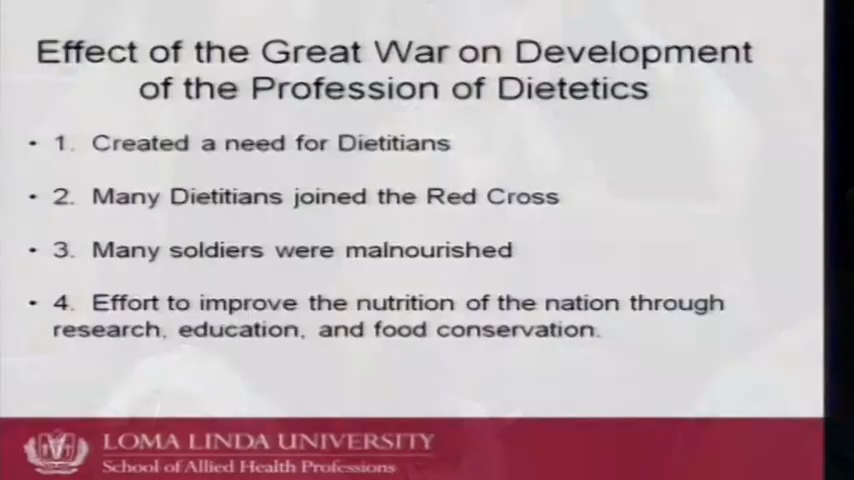 Effect of the Great War on Development
of the Profession of Dietetics
• 1. Created a need for Dietitians
• 2. Many Dietitians joined the Red Cross
• 3. Many soldiers were malnourished
• 4. Effort to improve the nutrition of the nation through
research, education, and food conservation.
LOMA LINDA UNIVERSITY
School of Allied Health Professions